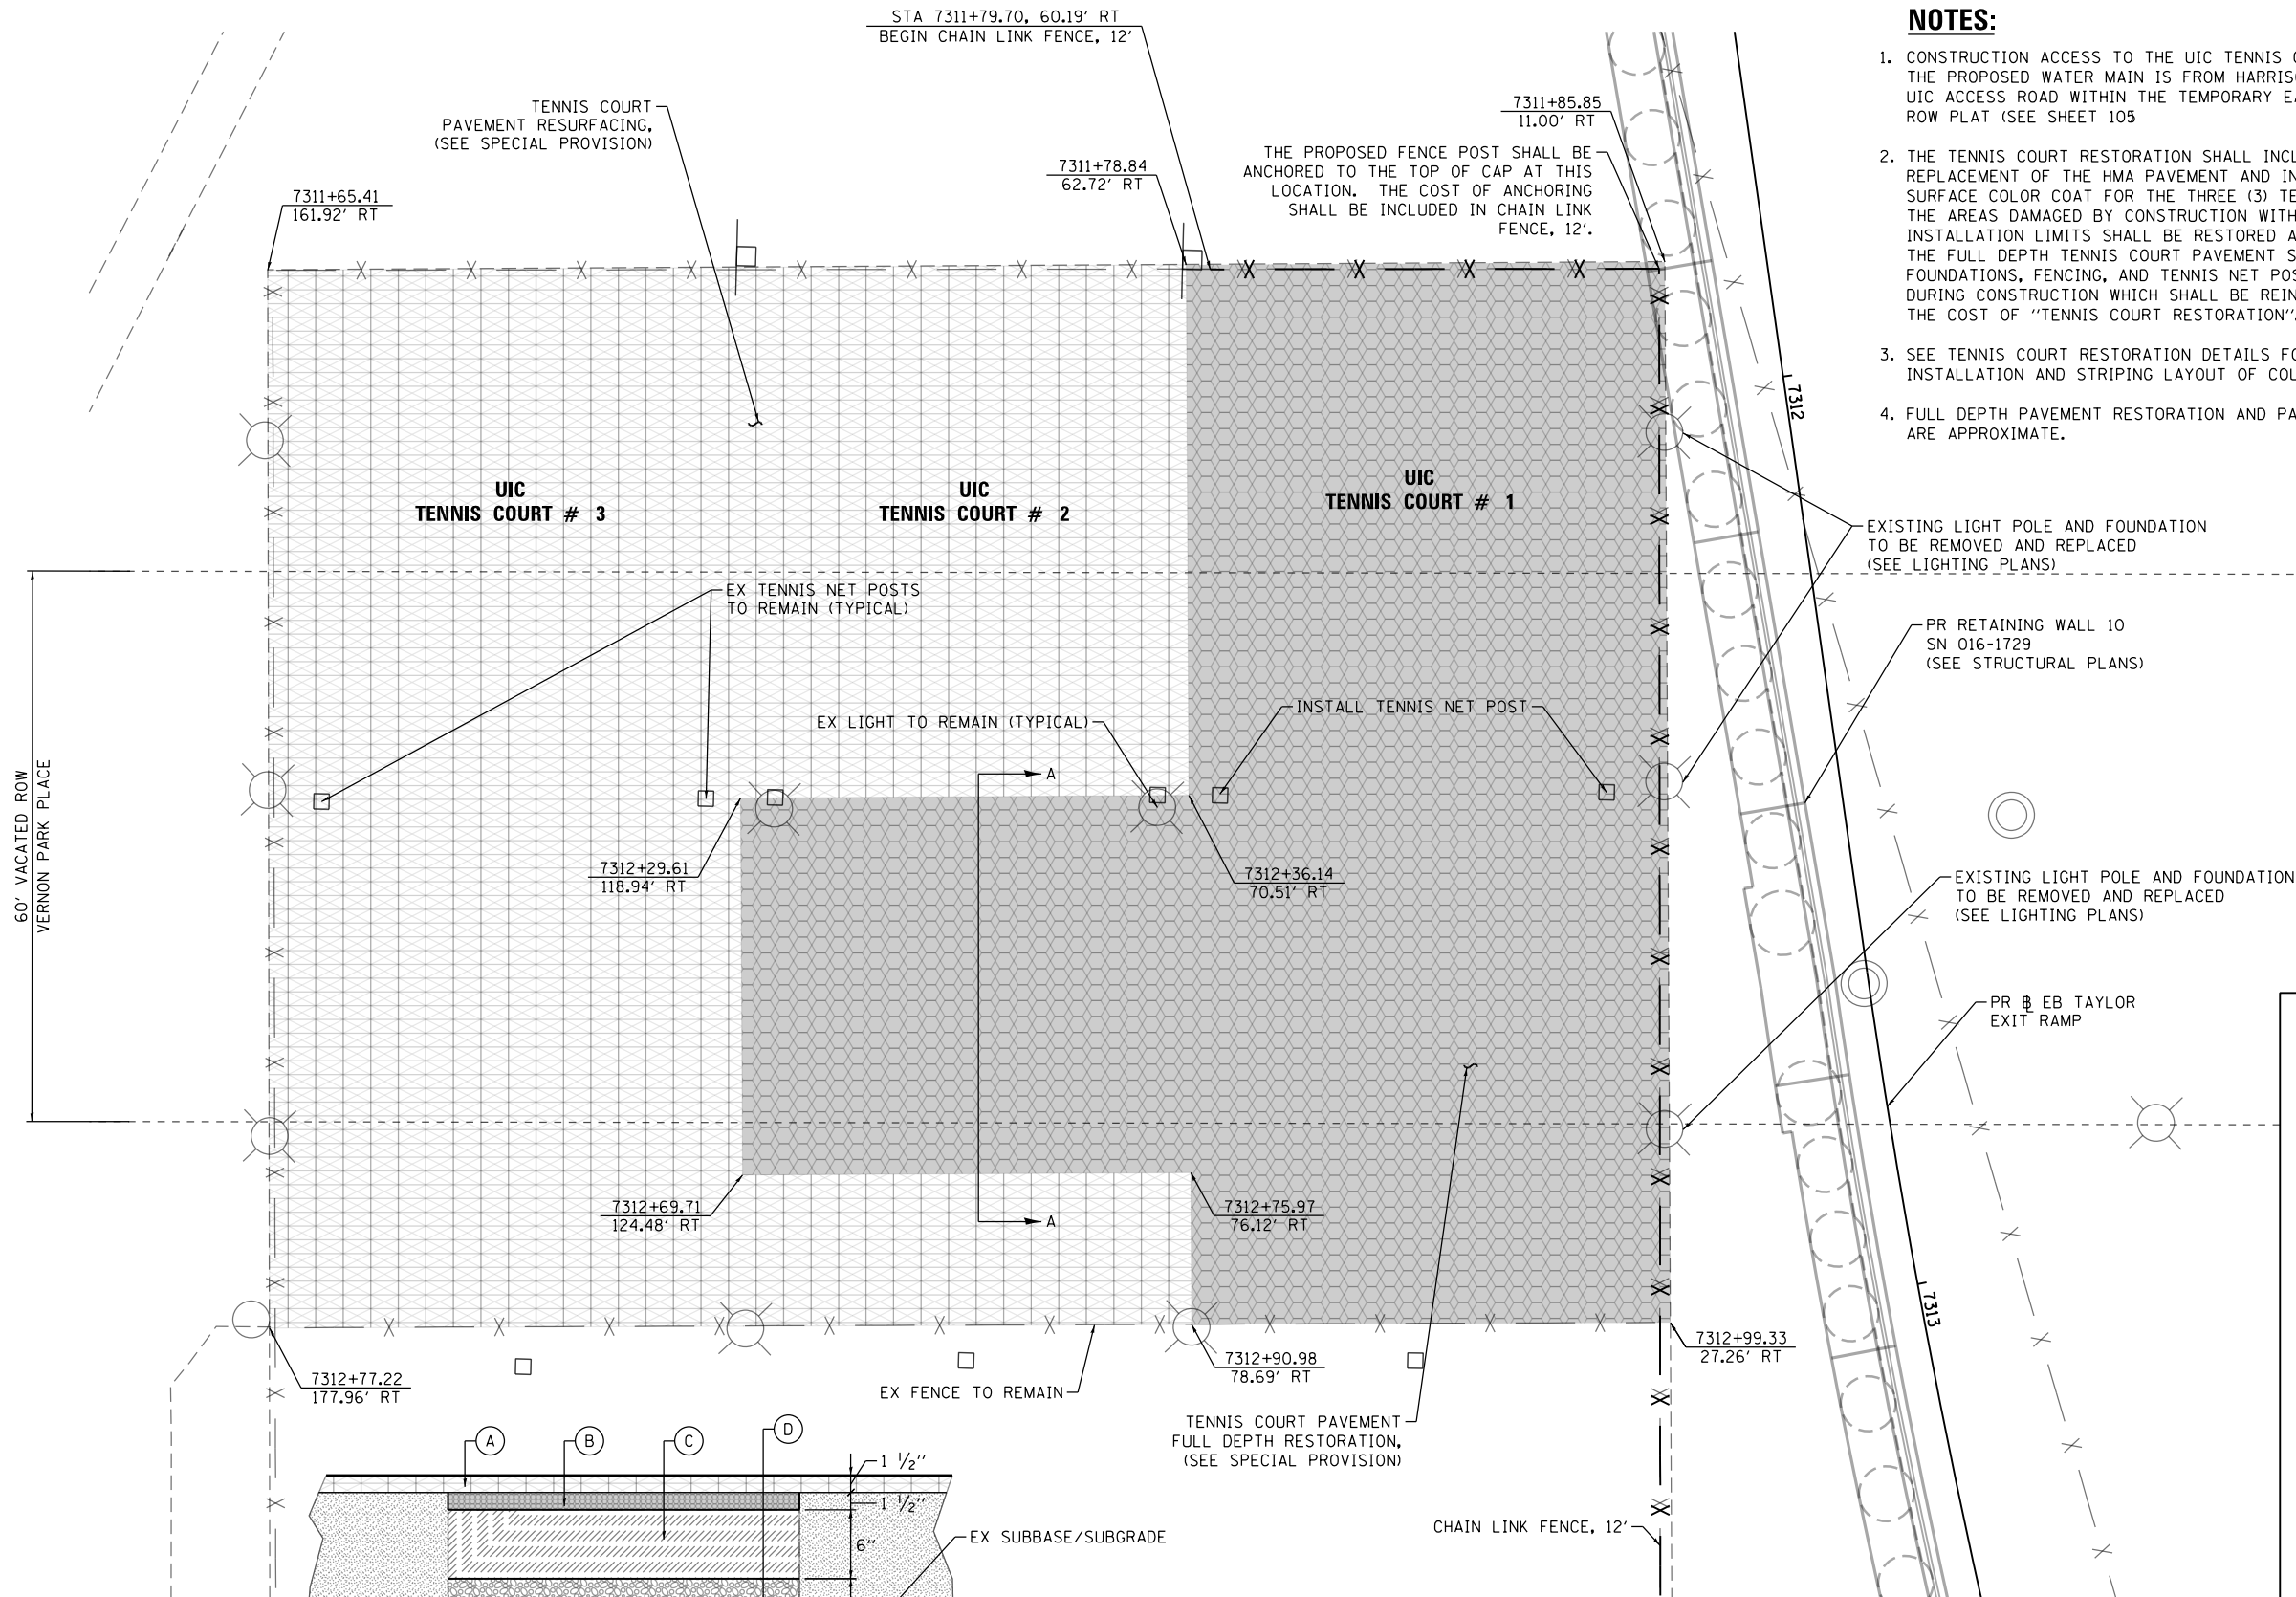 STA 7311+79.70, 60.19' RT
BEGIN CHAIN LINK FENCE, 12'
TENNIS COURT
PAVEMENT RESURFACING,
(SEE SPECIAL PROVISION)
7311+65.41
161.92' RT
7311+78.84
62.72' RT
7311+85.85
11.00' RT
THE PROPOSED FENCE POST SHALL BE
ANCHORED TO THE TOP OF CAP AT THIS
LOCATION. THE COST OF ANCHORING
SHALL BE INCLUDED IN CHAIN LINK
FENCE, 12'.
NOTES:
1. CONSTRUCTION ACCESS TO THE UIC TENNIS
THE PROPOSED WATER MAIN IS FROM
UIC ACCESS ROAD WITHIN THE TEMPORARY
ROW PLAT (SEE SHEET 105
2. THE TENNIS COURT RESTORATION SHALL
REPLACEMENT OF THE HMA PAVEMENT AND
SURFACE COLOR COAT FOR THE THREE (3)
THE AREAS DAMAGED BY CONSTRUCTION
INSTALLATION LIMITS SHALL BE RESTORED
THE FULL DEPTH TENNIS COURT PAVEMENT
FOUNDATIONS, FENCING, AND TENNIS NET
DURING CONSTRUCTION WHICH SHALL BE
THE COST OF "TENNIS COURT RESTORATION".
3. SEE TENNIS COURT RESTORATION DETAILS
INSTALLATION AND STRIPING LAYOUT OF
4. FULL DEPTH PAVEMENT RESTORATION AND
ARE APPROXIMATE.
7312
UIC
TENNIS COURT # 3
UIC
TENNIS COURT # 2
UIC
TENNIS COURT # 1
EXISTING LIGHT POLE AND FOUNDATION
TO BE REMOVED AND REPLACED
(SEE LIGHTING PLANS)
EX TENNIS NET POSTS
TO REMAIN (TYPICAL)
PR RETAINING WALL 10
SN 016-1729
(SEE STRUCTURAL PLANS)
INSTALL TENNIS NET POST
EX LIGHT TO REMAIN (TYPICAL)
A
60' VACATED ROW
VERNON PARK PLACE
7312+29.61
118.94' RT
7312+36.14
70.51' RT
EXISTING LIGHT POLE AND FOUNDATION
TO BE REMOVED AND REPLACED
(SEE LIGHTING PLANS)
PR BL EB TAYLOR
EXIT RAMP
7312+69.71
124.48' RT
A
7312+75.97
76.12' RT
7313
7312+99.33
27.26' RT
7312+77.22
177.96' RT
7312+90.98
78.69' RT
EX FENCE TO REMAIN
TENNIS COURT PAVEMENT
FULL DEPTH RESTORATION,
(SEE SPECIAL PROVISION)
A
B
C
D
1 1/2"
1 1/2"
6"
EX SUBBASE/SUBGRADE
CHAIN LINK FENCE, 12'